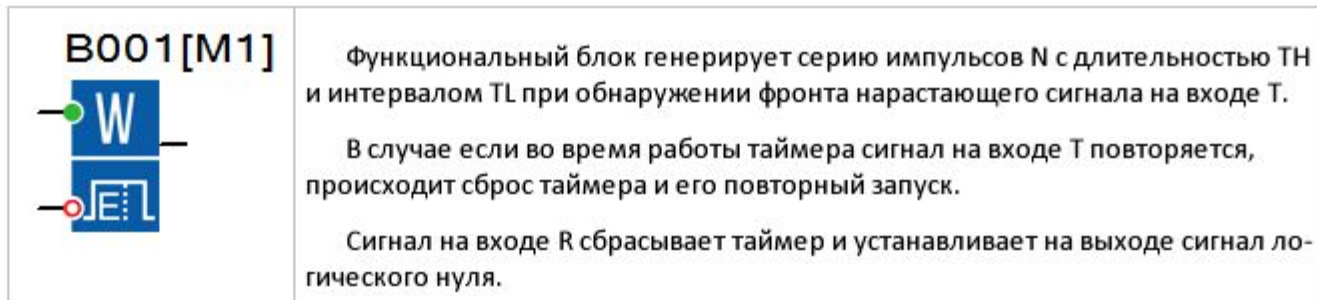 B001[M1]
W
E
Функциональный блок генерирует серию импульсов N с длительностью TH
и интервалом TL при обнаружении фронта нарастающего сигнала на входе T.
В случае если во время работы таймера сигнал на входе T повторяется,
происходит сброс таймера и его повторный запуск.
Сигнал на входе R сбрасывает таймер и устанавливает на выходе сигнал ло-
гического нуля.